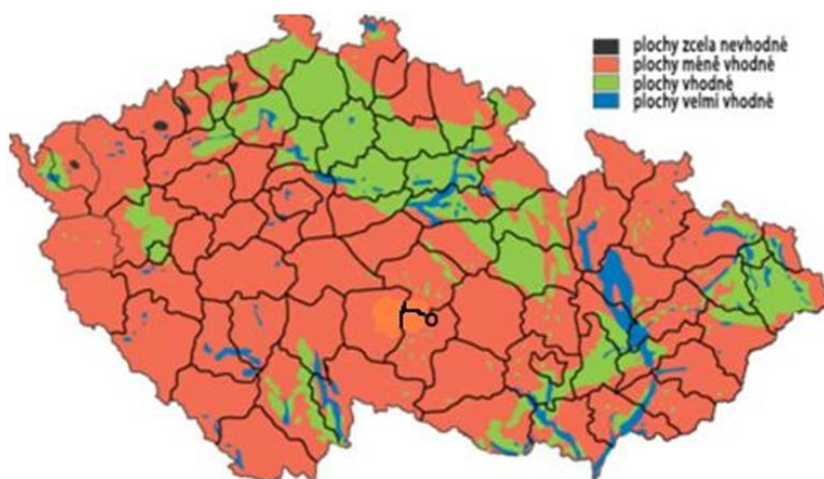 plochy zcela nevhodné
plochy méně vhodné
plochy vhodné
plochy velmi vhodné